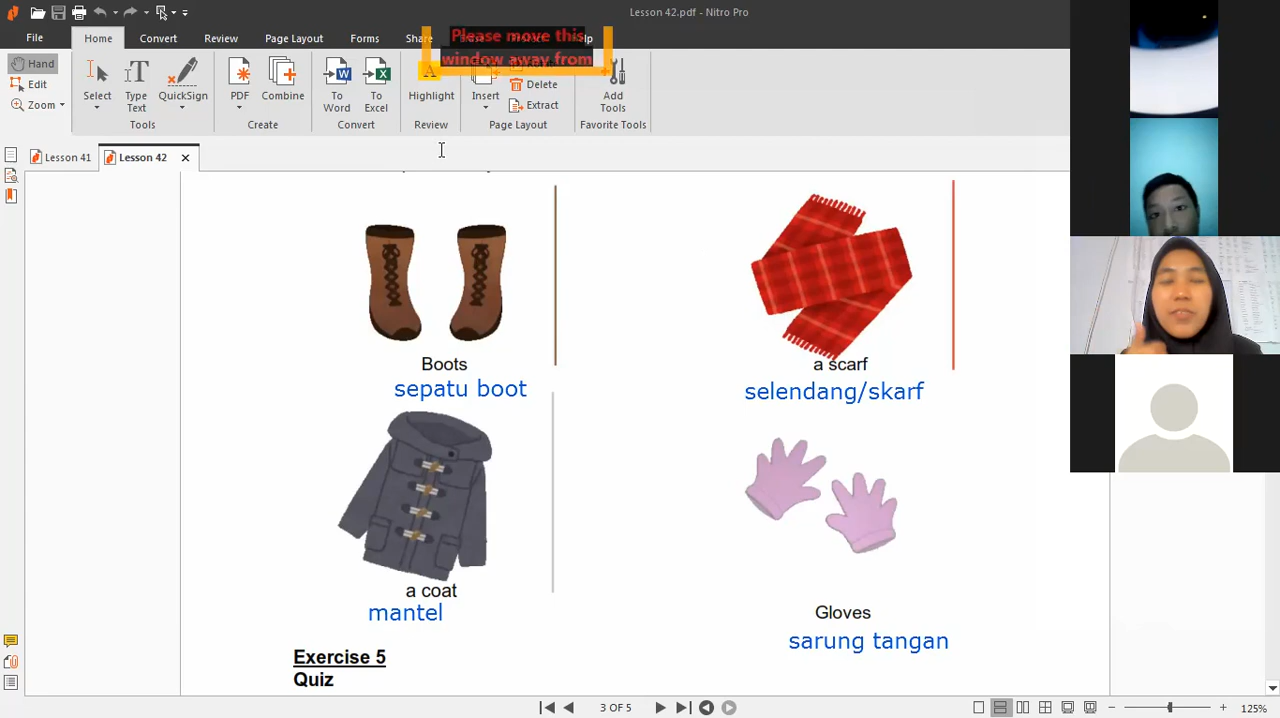 Lesson 42.pdf - Nitro Pro
File
Home
Convert
Review
Page Layout
Forms
Share
Please move this
window away from
Hand
Edit
Zoom
Select
Type
Text
QuickSign
Tools
PDF
Combine
Create
To
Word
To
Excel
Convert
Highlight
Review
Insert
Delete
Extract
Page Layout
Add
Tools
Favorite Tools
Lesson 41
Lesson 42
Boots
sepatu boot
a scarf
selendang/skarf
a coat
mantel
Gloves
sarung tangan
Exercise 5
Quiz
3 OF 5
125%